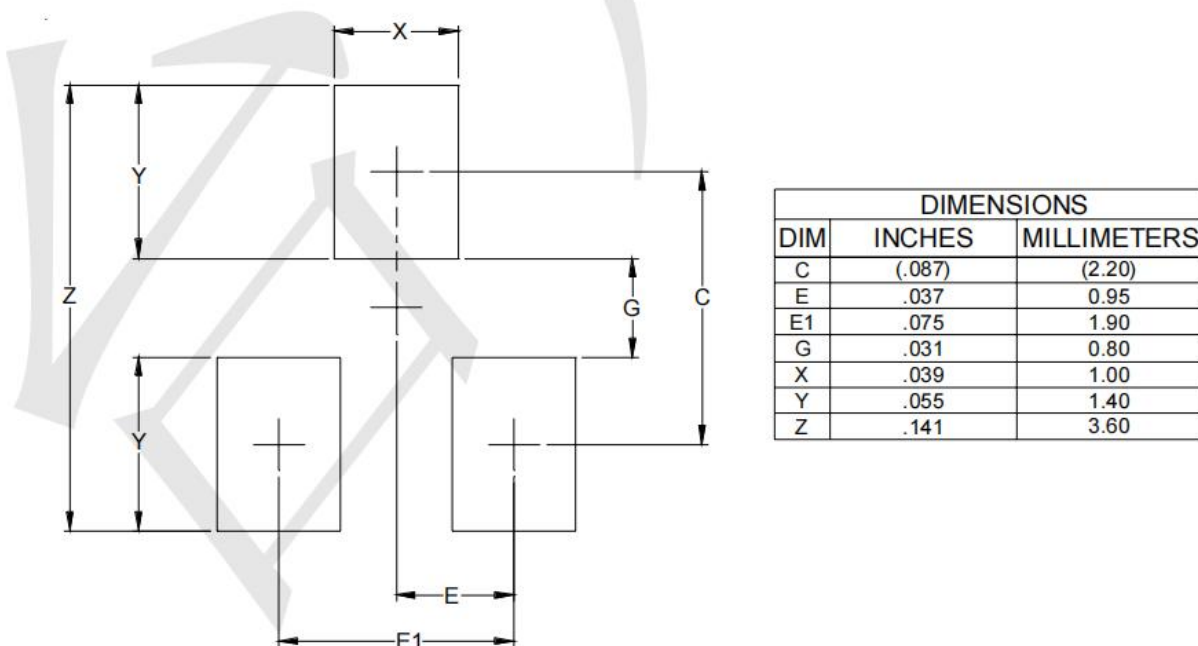 X
Y
Z
G
C
Y
E
E1
DIMENSIONS
DIM INCHES MILLIMETERS
C (.087) (2.20)
E .037 0.95
E1 .075 1.90
G .031 0.80
X .039 1.00
Y .055 1.40
Z .141 3.60